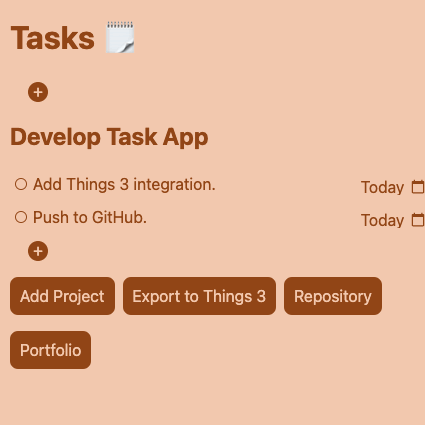 Tasks 🗒️
Develop Task App
Add Things 3 integration. Today
Push to GitHub. Today
Add Project Export to Things 3 Repository
Portfolio